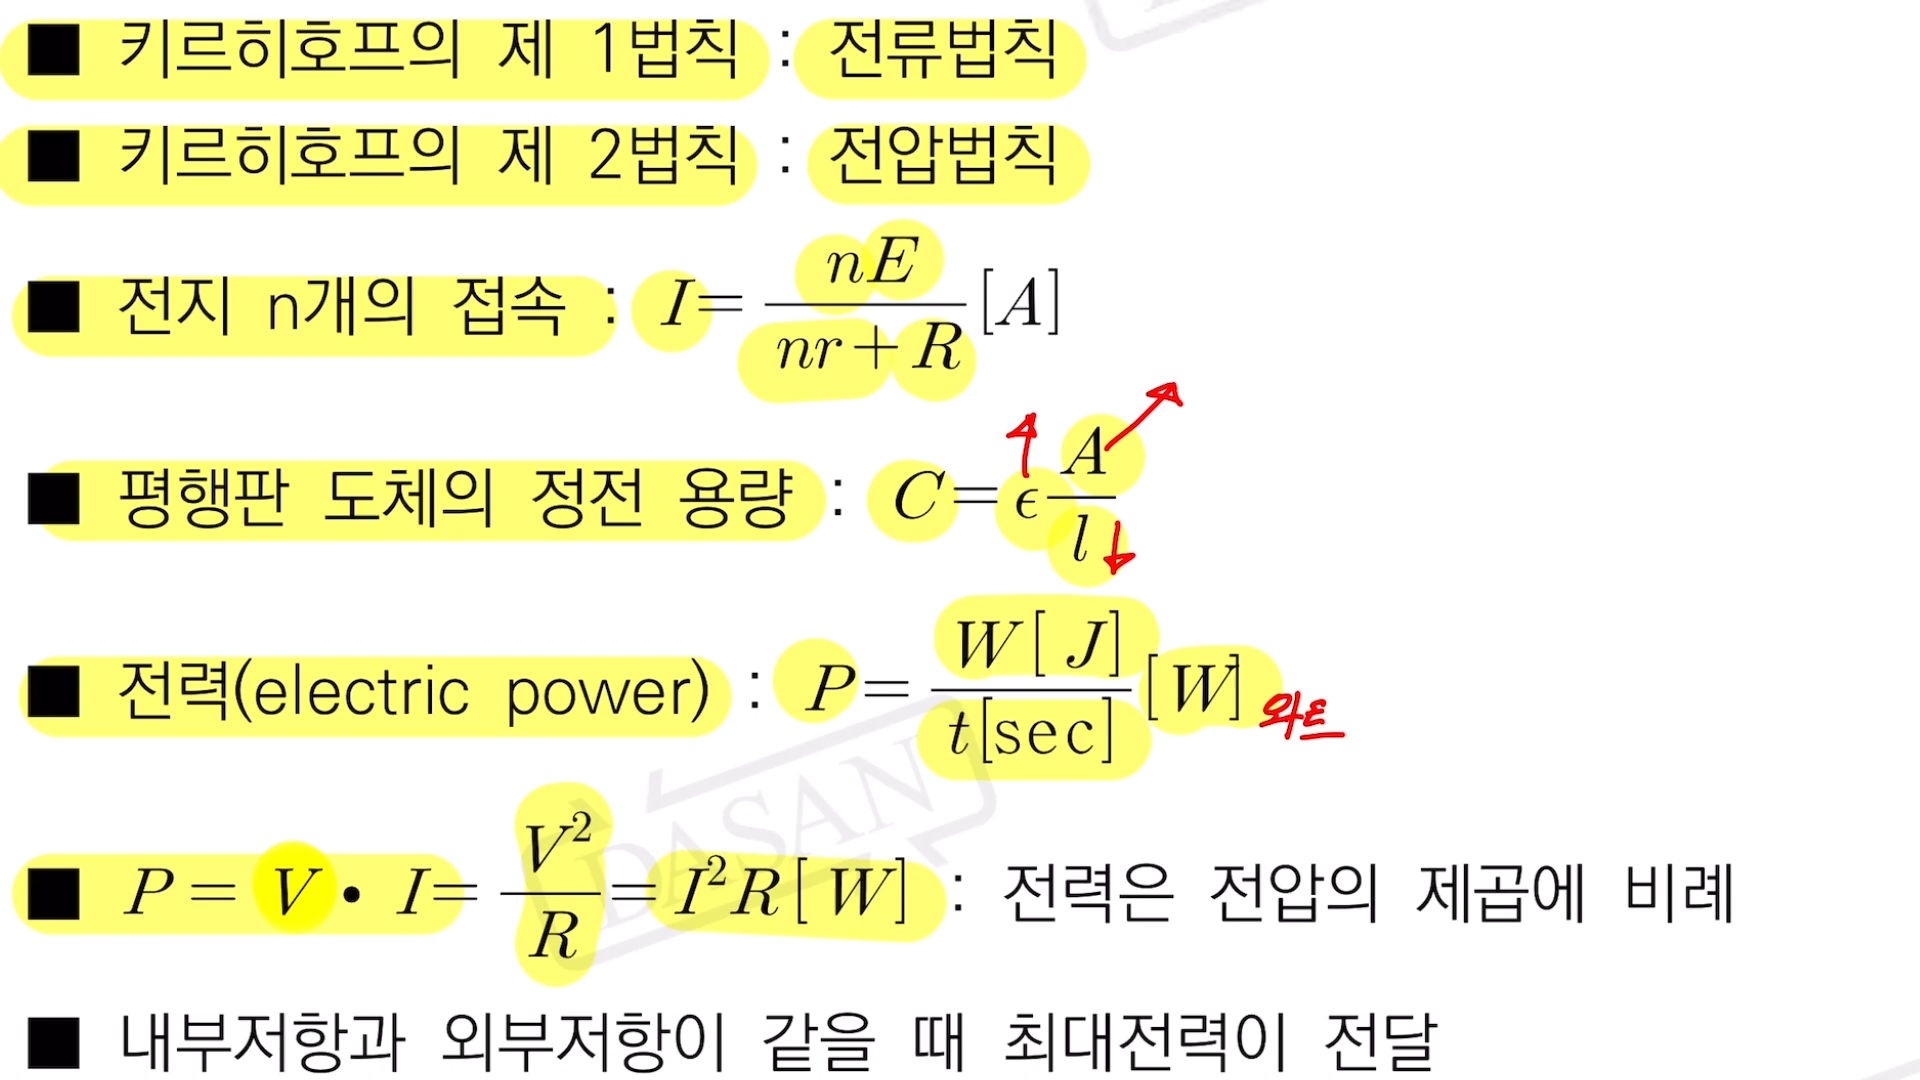 ■ 키르히호프의 제 1법칙 : 전류법칙
■ 키르히호프의 제 2법칙 : 전압법칙
■ 전지 n개의 접속 : I = nE / (nr + R) [A]
■ 평행판 도체의 정전 용량 : C = ϵ A / l
■ 전력(electric power) : P = W[J] / t[sec] [W] 와트
■ P = V • I = V² / R = I²R[W] : 전력은 전압의 제곱에 비례
■ 내부저항과 외부저항이 같을 때 최대전력이 전달
DASAN